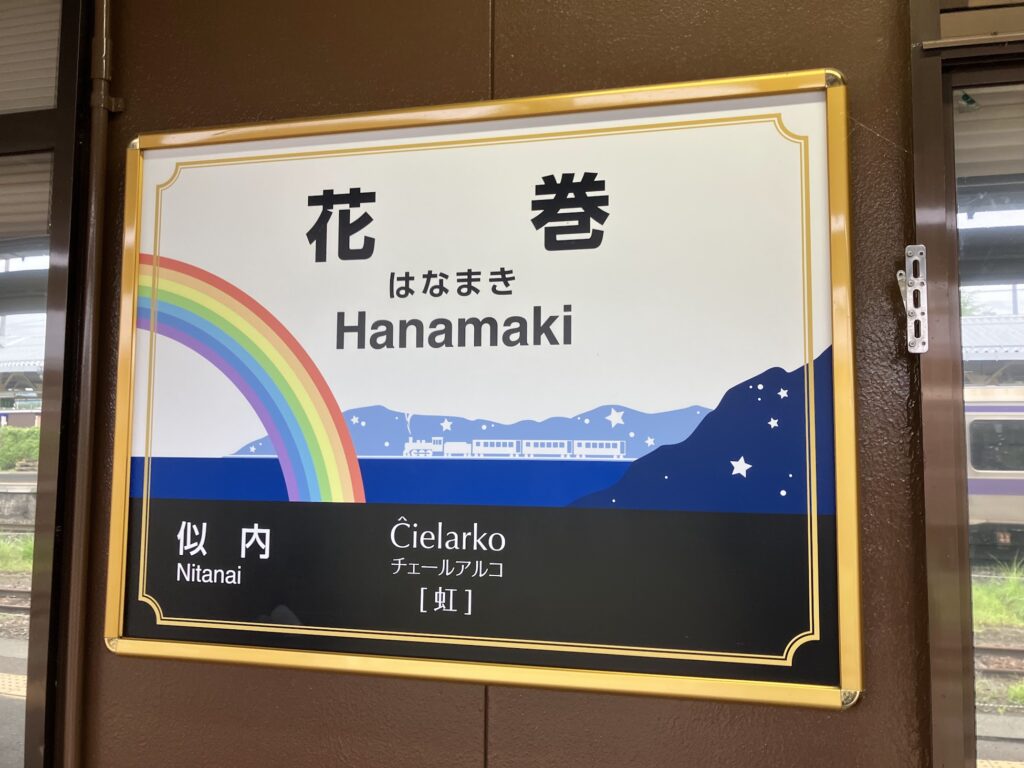 花 巻
はなまき
Hanamaki
似 内
Nitanai
Ĉielarko
チェールアルコ
[虹]